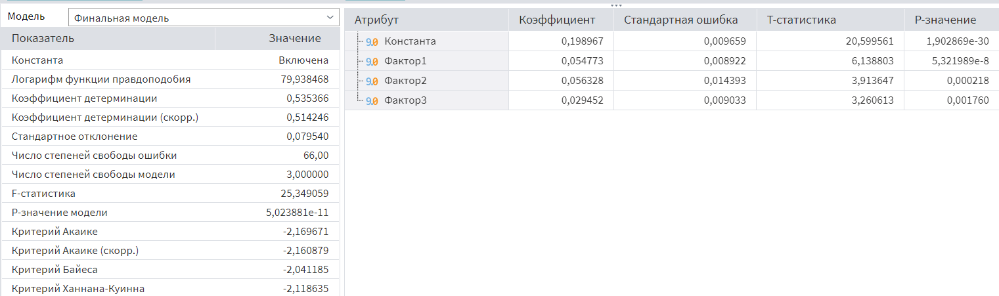 Модель Финальная модель
Показатель Значение
Константа Включена
Логарифм функции правдоподобия 79,938468
Коэффициент детерминации 0,535366
Коэффициент детерминации (скорр.) 0,514246
Стандартное отклонение 0,079540
Число степеней свободы ошибки 66,00
Число степеней свободы модели 3,000000
F-статистика 25,349059
P-значение модели 5,023881e-11
Критерий Акаике -2,169671
Критерий Акаике (скорр.) -2,160879
Критерий Байеса -2,041185
Критерий Ханнана-Куинна -2,118635
Атрибут Коэффициент Стандартная ошибка T-статистика P-значение
9.0 Константа 0,198967 0,009659 20,599561 1,902869e-30
9.0 Фактор1 0,054773 0,008922 6,138803 5,321989e-8
9.0 Фактор2 0,056328 0,014393 3,913647 0,000218
9.0 Фактор3 0,029452 0,009033 3,260613 0,001760